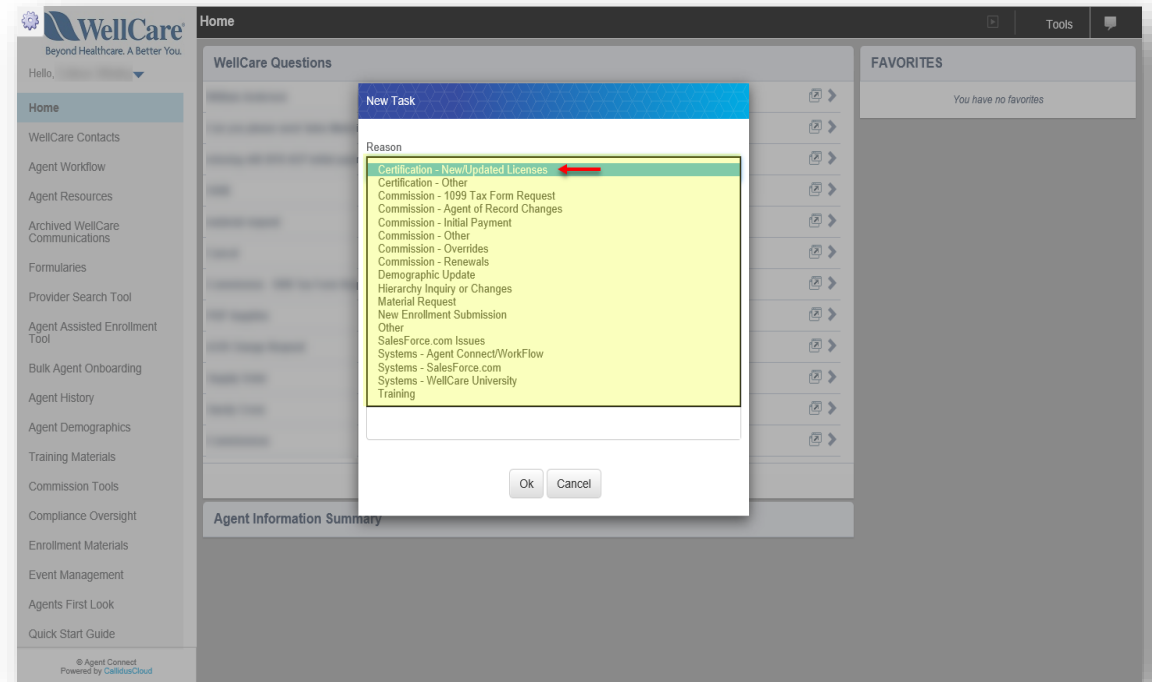 WellCare®
Beyond Healthcare. A Better You.
Hello,
Home
WellCare Contacts
Agent Workflow
Agent Resources
Archived WellCare
Communications
Formularies
Provider Search Tool
Agent Assisted Enrollment
Tool
Bulk Agent Onboarding
Agent History
Agent Demographics
Training Materials
Commission Tools
Compliance Oversight
Enrollment Materials
Event Management
Agents First Look
Quick Start Guide
© Agent Connect
Powered by CallidusCloud
Home
Tools
WellCare Questions
FAVORITES
You have no favorites
New Task
Reason
Certification - New/Updated Licenses
Certification - Other
Commission - 1099 Tax Form Request
Commission - Agent of Record Changes
Commission - Initial Payment
Commission - Other
Commission - Overrides
Commission - Renewals
Demographic Update
Hierarchy Inquiry or Changes
Material Request
New Enrollment Submission
Other
SalesForce.com Issues
Systems - Agent Connect/WorkFlow
Systems - SalesForce.com
Systems - WellCare University
Training
Ok
Cancel
Agent Information Summary